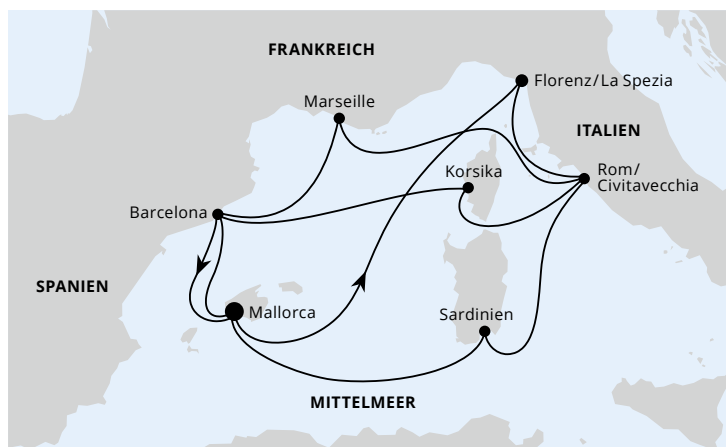 FRANKREICH
Florenz/La Spezia
Marseille
ITALIEN
Korsika
Rom/
Civitavecchia
Barcelona
SPANIEN
Mallorca
Sardinien
MITTELMEER